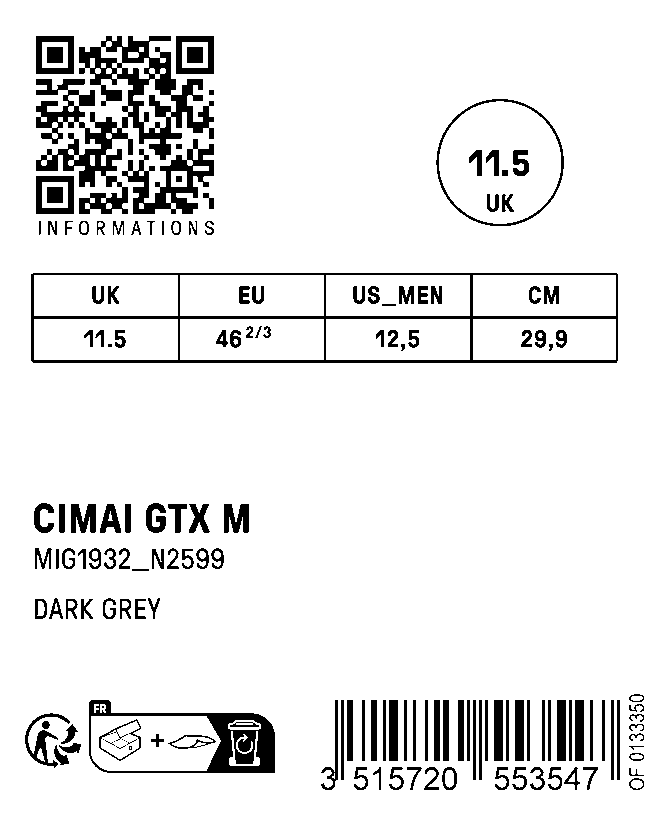 INFORMATIONS
11.5
UK
UK EU US_MEN CM
11.5 46 2/3 12,5 29,9
CIMAI GTX M
MIG1932_N2599
DARK GREY
FR
+
3 515720 553547
OF 0133350